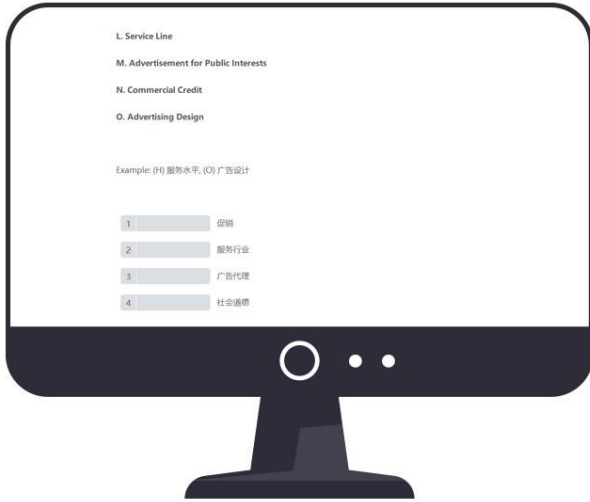 L. Service Line
M. Advertisement for Public Interests
N. Commercial Credit
O. Advertising Design
Example: (H) 服务水平, (O) 广告设计
1 促销
2 服务行业
3 广告代理
4 社会道德